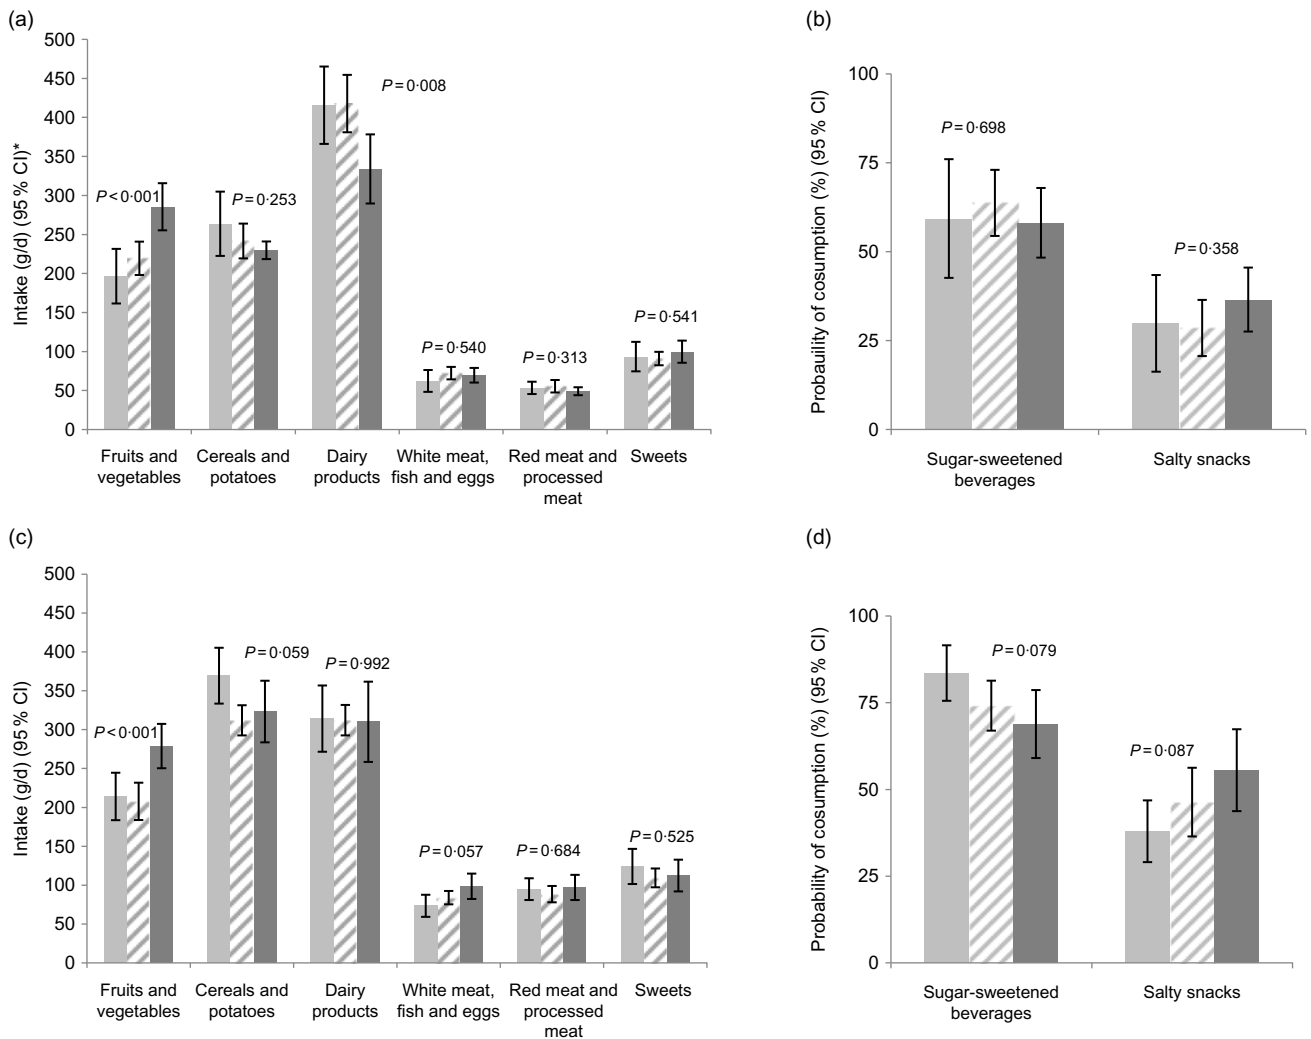 (a)
Intake (g/d) (95 % CI)*
500
450
400
350
300
250
200
150
100
50
0
P < 0·001
P = 0·253
P = 0·008
P = 0·540
P = 0·313
P = 0·541
Fruits and
vegetables
Cereals and
potatoes
Dairy
products
White meat,
fish and eggs
Red meat and
processed
meat
Sweets
(b)
Probauility of cosumption (%) (95 % CI)
100
75
50
25
0
P = 0·698
P = 0·358
Sugar-sweetened
beverages
Salty snacks
(c)
Intake (g/d) (95 % CI)
500
450
400
350
300
250
200
150
100
50
0
P < 0·001
P = 0·059
P = 0·992
P = 0·057
P = 0·684
P = 0·525
Fruits and
vegetables
Cereals and
potatoes
Dairy
products
White meat,
fish and eggs
Red meat and
processed
meat
Sweets
(d)
Probability of cosumption (%) (95 % CI)
100
75
50
25
0
P = 0·079
P = 0·087
Sugar-sweetened
beverages
Salty snacks